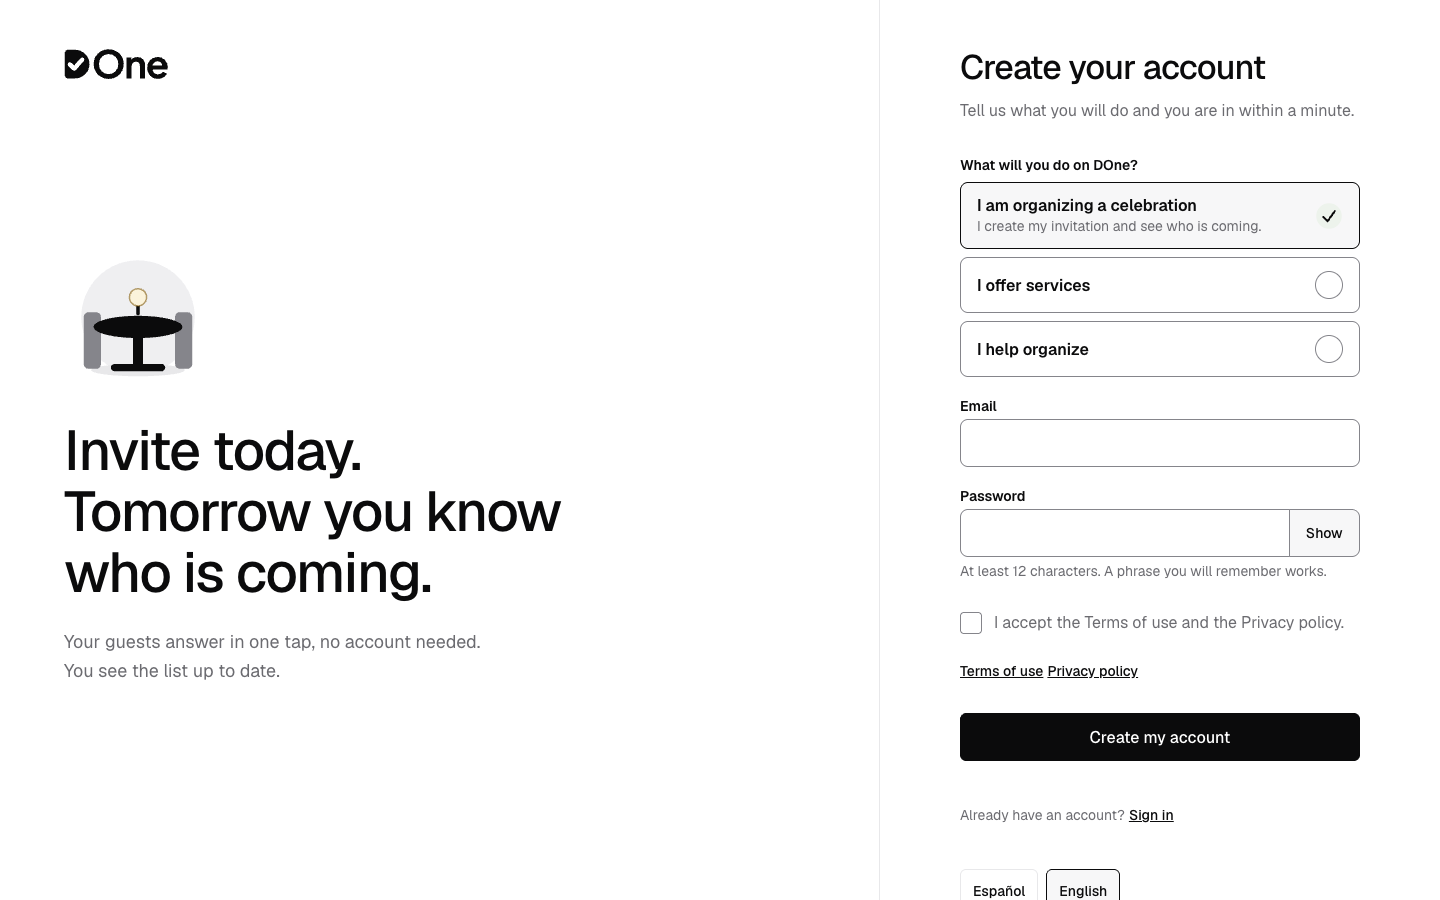 DOne
Invite today.
Tomorrow you know
who is coming.
Your guests answer in one tap, no account needed.
You see the list up to date.
Create your account
Tell us what you will do and you are in within a minute.
What will you do on DOne?
I am organizing a celebration
I create my invitation and see who is coming.
I offer services
I help organize
Email
Password
Show
At least 12 characters. A phrase you will remember works.
I accept the Terms of use and the Privacy policy.
Terms of use Privacy policy
Create my account
Already have an account? Sign in
Español English